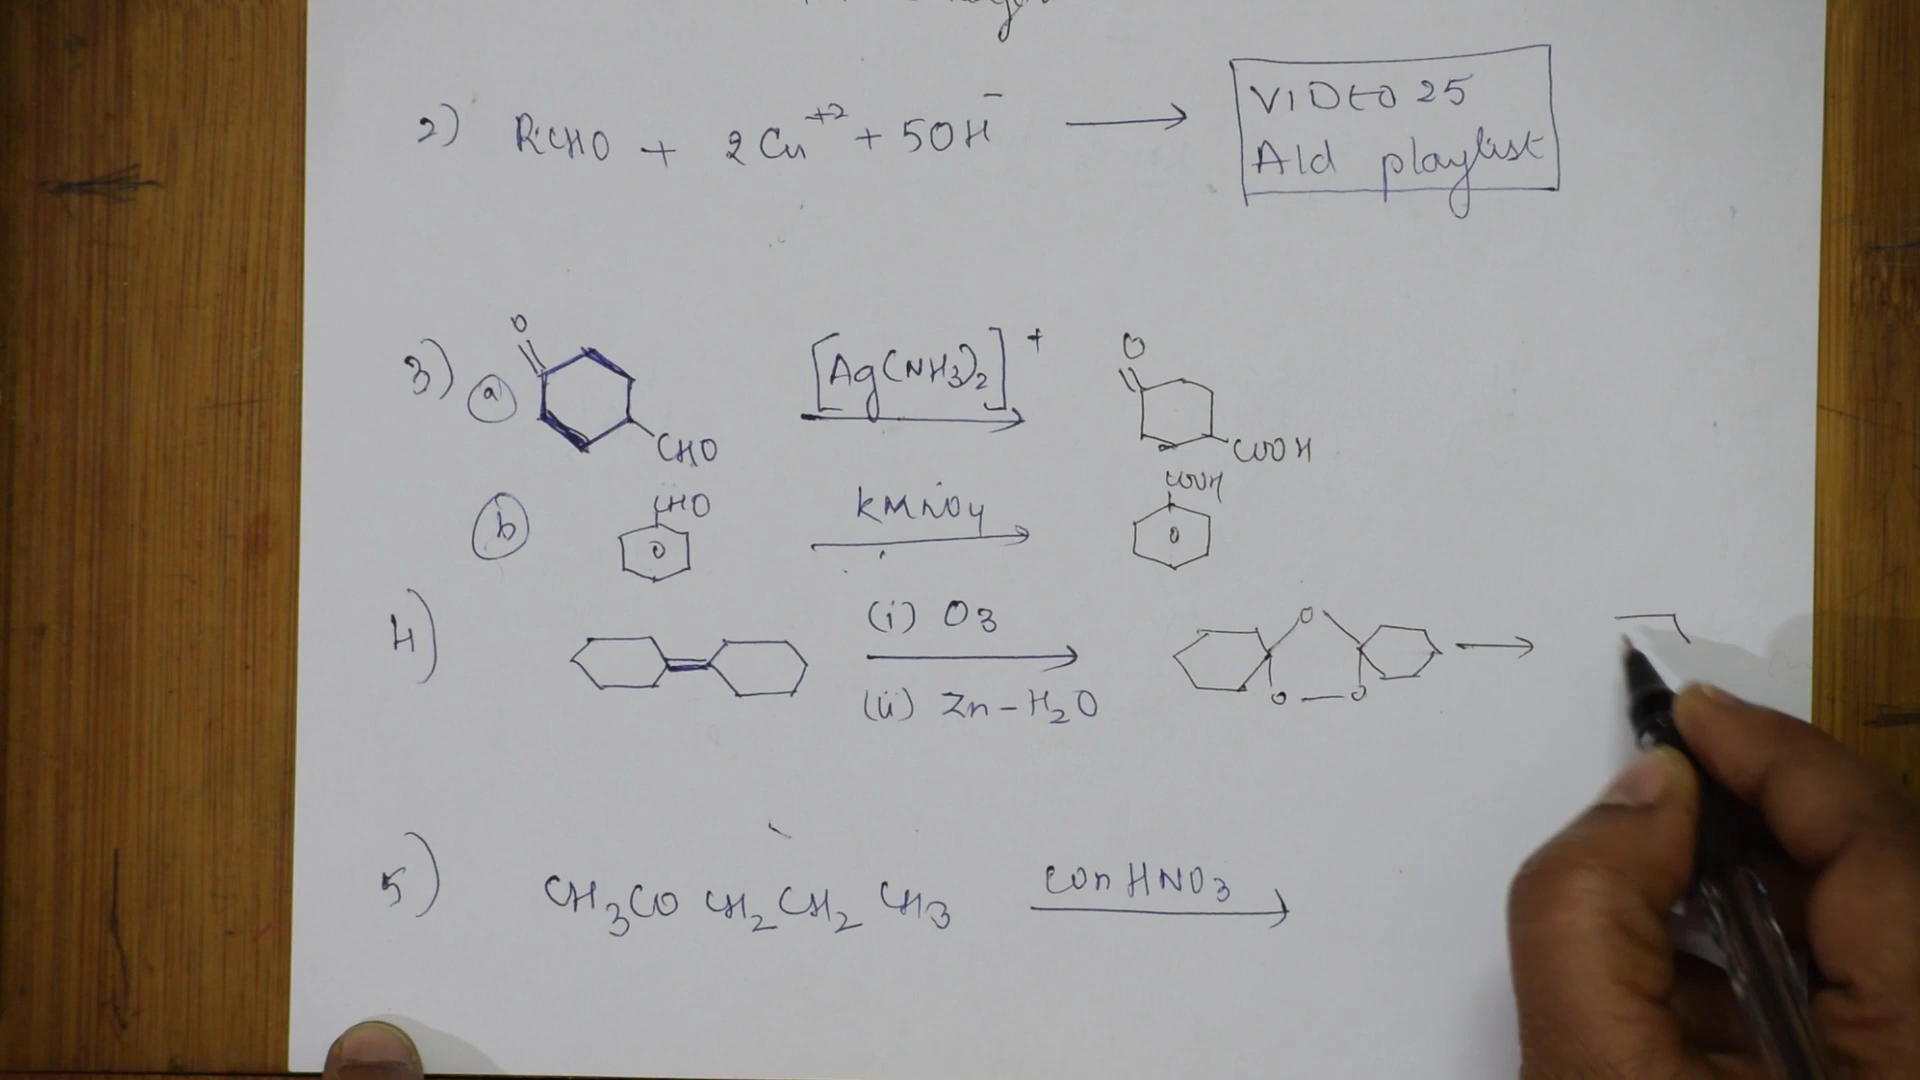 2) RCHO + 2Cu+2 + 5OH- → VIDEO 25
Ald playlist
3) a O CHO [Ag(NH3)2]+ → O COOH
b CHO KMnO4 → COOH
4) (i) O3 → O O—O →
(ii) Zn-H2O
5) CH3CO CH2CH2 CH3 con HNO3 →